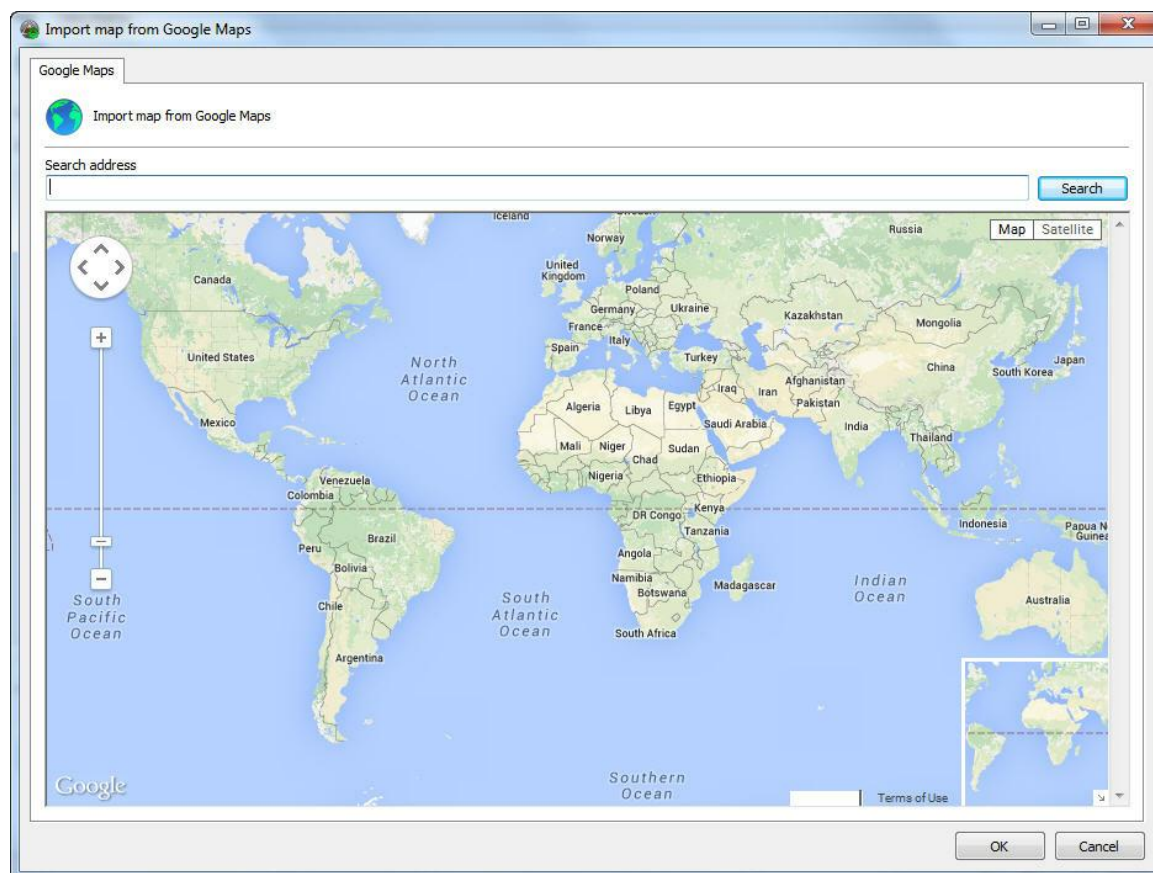 Import map from Google Maps
Google Maps
Import map from Google Maps
Search address
Search
Map Satellite
Iceland
Norway
Russia
Canada
United
Kingdom
Poland
Germany
Ukraine
Kazakhstan
Mongolia
France
Italy
Spain
Turkey
United States
North
Atlantic
Ocean
China
Japan
South Korea
Iraq
Iran
Afghanistan
Pakistan
Algeria
Libya
Egypt
Saudi Arabia
India
Mexico
Thailand
Mali
Niger
Chad
Sudan
Nigeria
Ethiopia
Venezuela
Colombia
DR Congo
Kenya
Tanzania
Indonesia
Papua N
Guinea
Brazil
Peru
Bolivia
Angola
Namibia
Botswana
Madagascar
Indian
Ocean
South
Pacific
Ocean
Chile
South
Atlantic
Ocean
Australia
South Africa
Argentina
Southern
Ocean
Google
Terms of Use
OK
Cancel